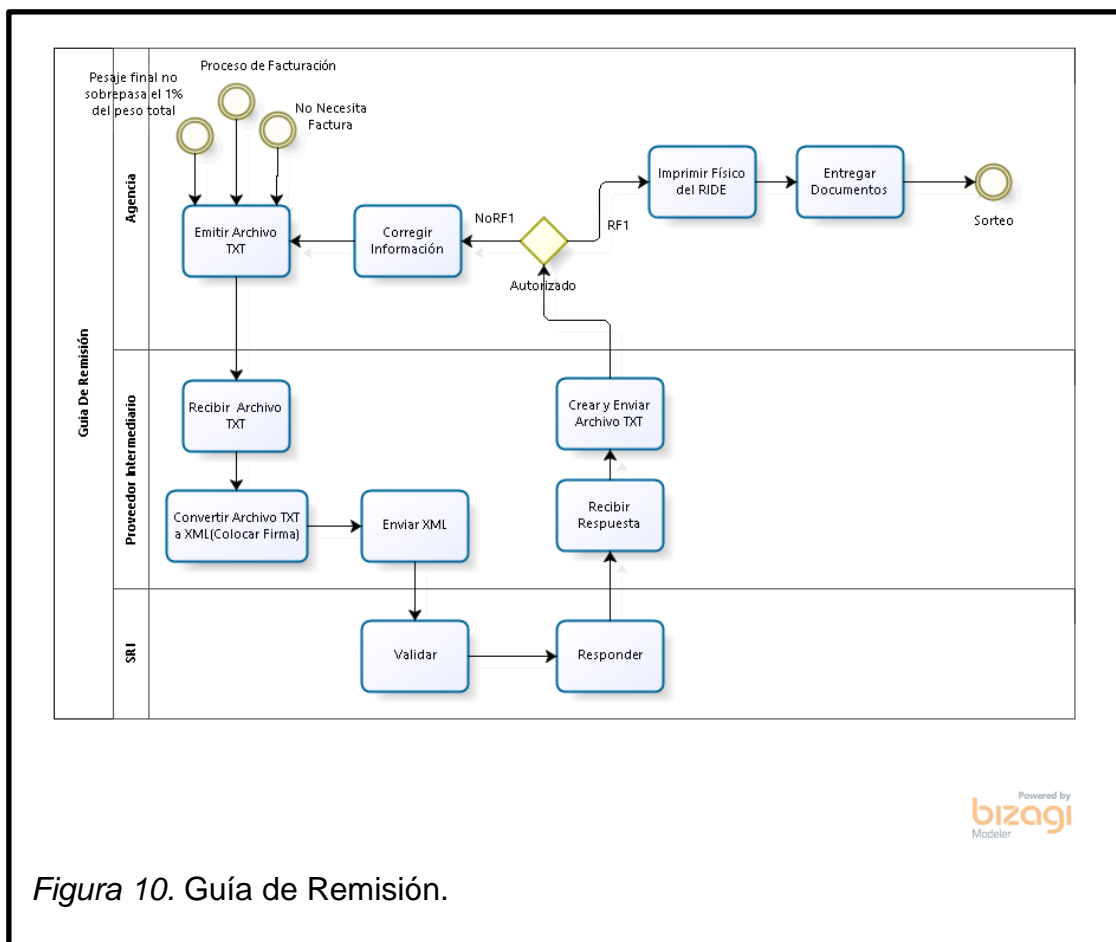 Guia De Remisión
Agencia
Pesaje final no
sobrepasa el 1%
del peso total
Proceso de Facturación
No Necesita
Factura
Emitir Archivo
TXT
Corregir
Información
NoRF1
Autorizado
RF1
Imprimir Físico
del RIDE
Entregar
Documentos
Sorteo
Proveedor Intermediario
Recibir Archivo
TXT
Convertir Archivo TXT
a XML(Colocar Firma)
Enviar XML
Crear y Enviar
Archivo TXT
Recibir
Respuesta
SRI
Validar
Responder
Powered by
bizagi
Modeler
Figura 10. Guía de Remisión.